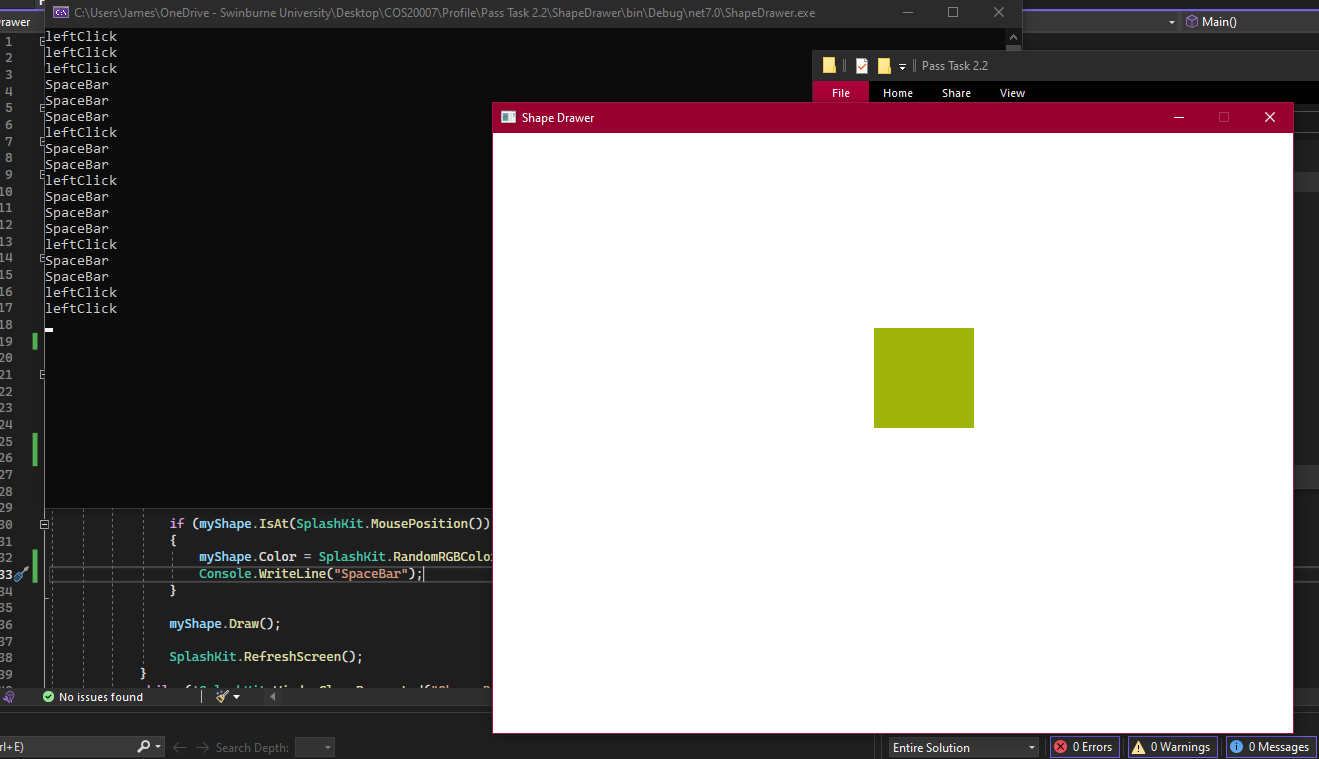 rawer
C:\Users\James\OneDrive - Swinburne University\Desktop\COS20007\Profile\Pass Task 2.2\ShapeDrawer\bin\Debug\net7.0\ShapeDrawer.exe
Main()
leftClick
leftClick
leftClick
SpaceBar
SpaceBar
SpaceBar
leftClick
SpaceBar
SpaceBar
leftClick
SpaceBar
SpaceBar
SpaceBar
leftClick
SpaceBar
SpaceBar
leftClick
leftClick
Pass Task 2.2
File Home Share View
Shape Drawer
1
2
3
4
5
6
7
8
9
10
11
12
13
14
15
16
17
18
19
20
21
22
23
24
25
26
27
28
29
30 if (myShape.IsAt(SplashKit.MousePosition())
31 {
32 myShape.Color = SplashKit.RandomRGBColo
33 Console.WriteLine("SpaceBar");
34 }
35
36 myShape.Draw();
37
38 SplashKit.RefreshScreen();
39 }
No issues found
rl+E) Search Depth: Entire Solution 0 Errors 0 Warnings 0 Messages